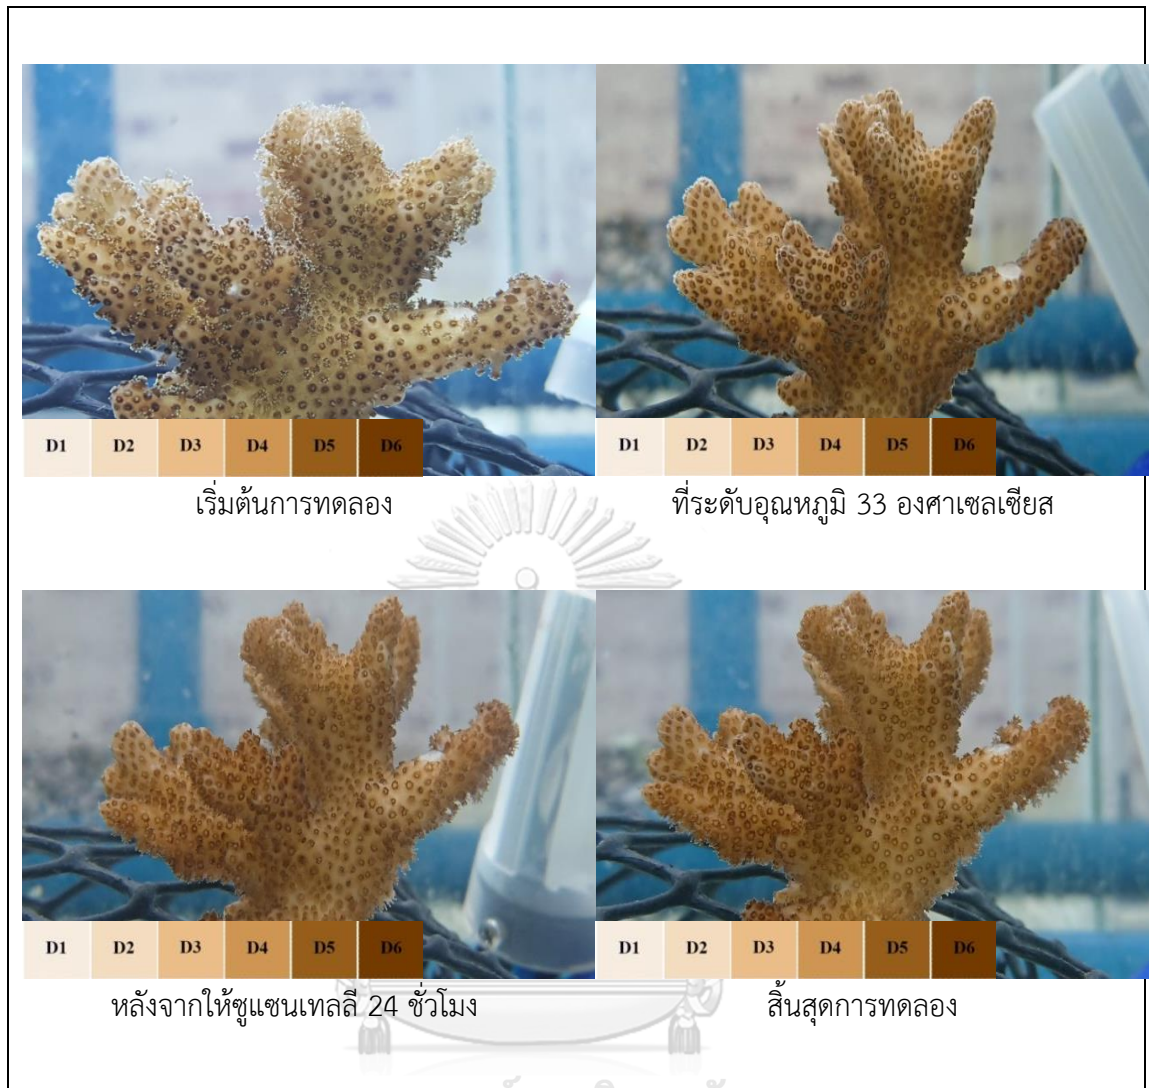 D1 D2 D3 D4 D5 D6
D1 D2 D3 D4 D5 D6
เริ่มต้นการทดลอง
ที่ระดับอุณหภูมิ 33 องศาเซลเซียส
D1 D2 D3 D4 D5 D6
D1 D2 D3 D4 D5 D6
หลังจากให้ซูแซนเทลลี 24 ชั่วโมง
สิ้นสุดการทดลอง